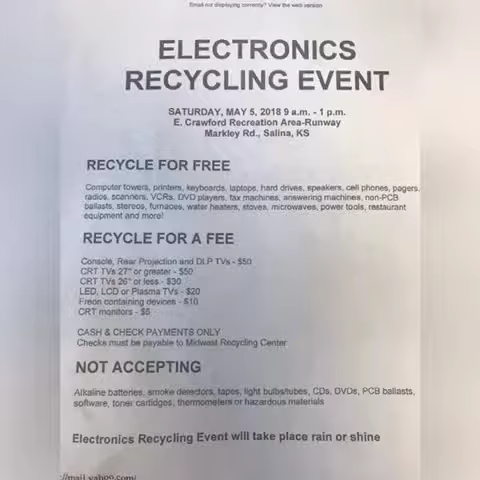 Email not displaying correctly? View the web version
ELECTRONICS
RECYCLING EVENT
SATURDAY, MAY 5, 2018 9 a.m. - 1 p.m.
E. Crawford Recreation Area-Runway
Markley Rd., Salina, KS
RECYCLE FOR FREE
Computer towers, printers, keyboards, laptops, hard drives, speakers, cell phones, pagers,
radios, scanners, VCRs, DVD players, fax machines, answering machines, non-PCB
ballasts, stereos, furnaces, water heaters, stoves, microwaves, power tools, restaurant
equipment and more!
RECYCLE FOR A FEE
Console, Rear Projection and DLP TVs - $50
CRT TVs 27" or greater - $50
CRT TVs 26" or less - $30
LED, LCD or Plasma TVs - $20
Freon containing devices - $10
CRT monitors - $5
CASH & CHECK PAYMENTS ONLY
Checks must be payable to Midwest Recycling Center
NOT ACCEPTING
Alkaline batteries, smoke detectors, tapes, light bulbs/tubes, CDs, DVDs, PCB ballasts,
software, toner cartidges, thermometers or hazardous materials
Electronics Recycling Event will take place rain or shine
://mail.yahoo.com/